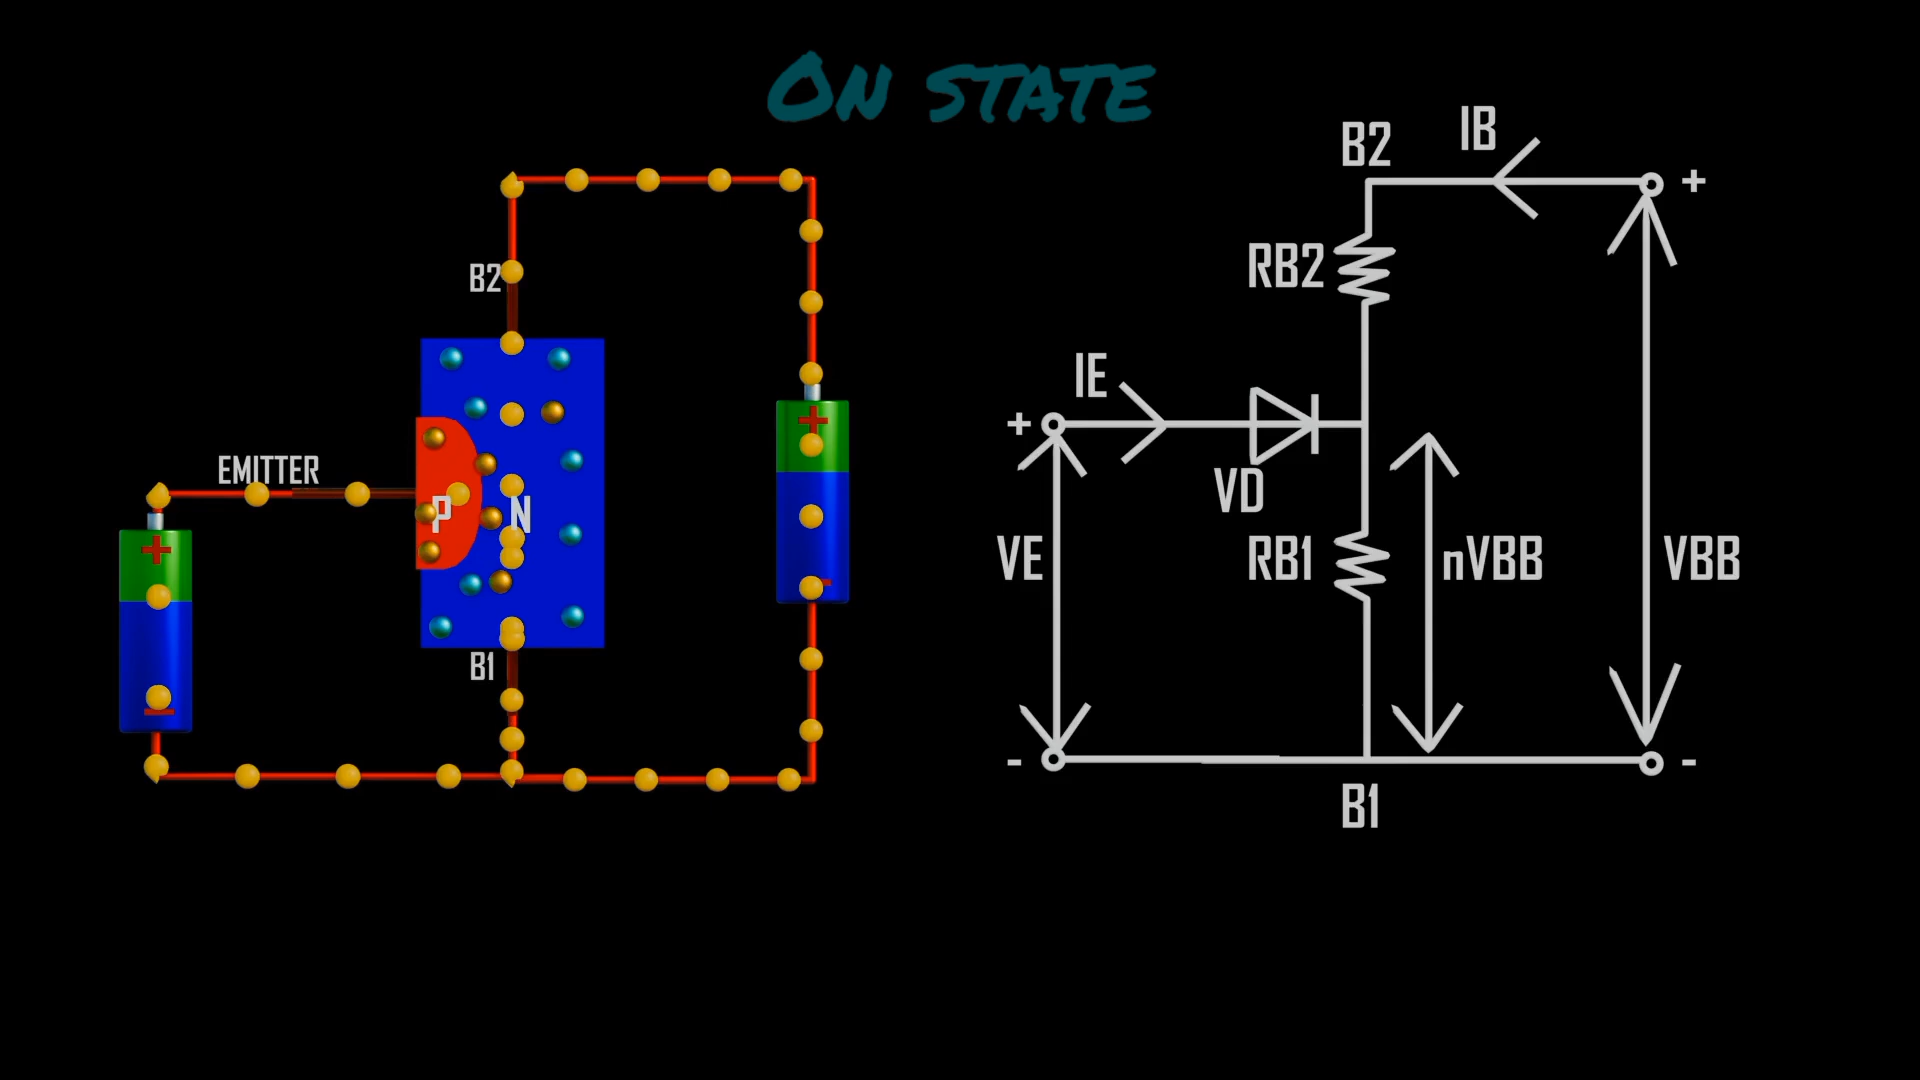 On state
B2
EMITTER
P
N
B1
+
-
+
-
B2
IB
+
RB2
IE
+
VD
VE
RB1
nVBB
VBB
-
-
B1